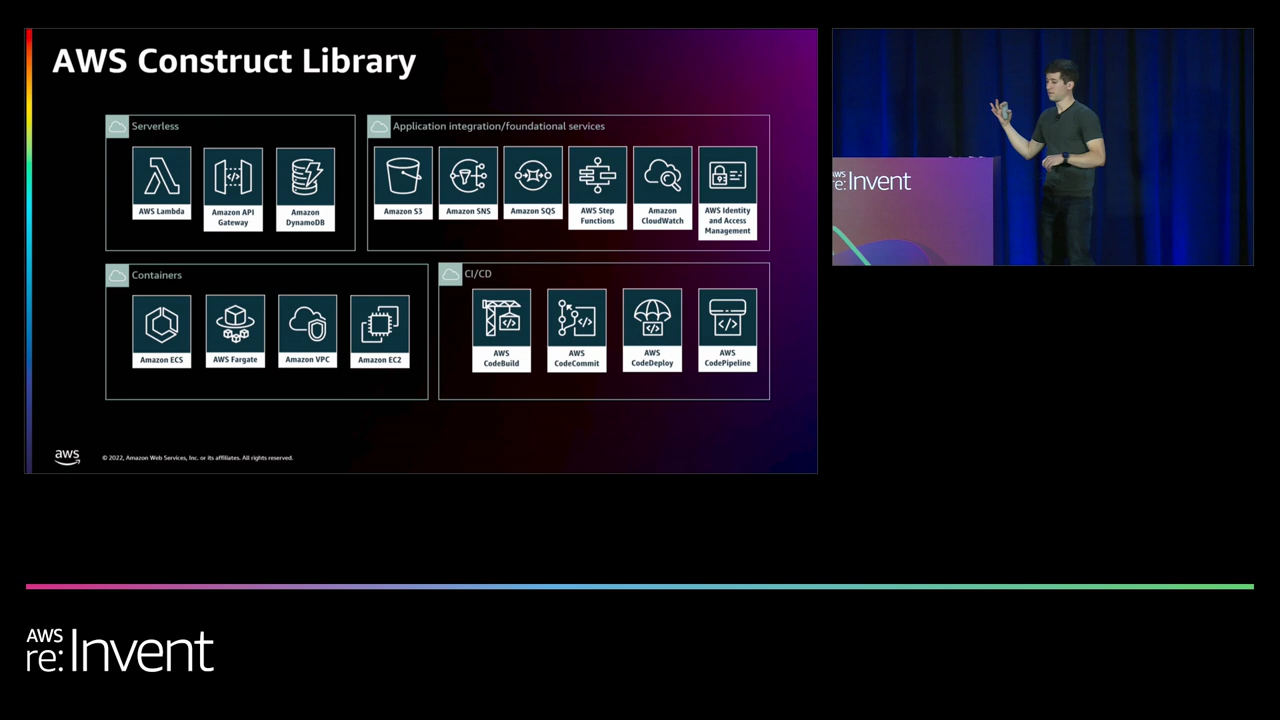 AWS Construct Library
Serverless
AWS Lambda
Amazon API
Gateway
Amazon
DynamoDB
Application integration/foundational services
Amazon S3
Amazon SNS
Amazon SQS
AWS Step
Functions
Amazon
CloudWatch
AWS Identity
and Access
Management
Containers
Amazon ECS
AWS Fargate
Amazon VPC
Amazon EC2
CI/CD
AWS
CodeBuild
AWS
CodeCommit
AWS
CodeDeploy
AWS
CodePipeline
aws
© 2022, Amazon Web Services, Inc. or its affiliates. All rights reserved.
AWS
re:Invent
AWS
re:Invent